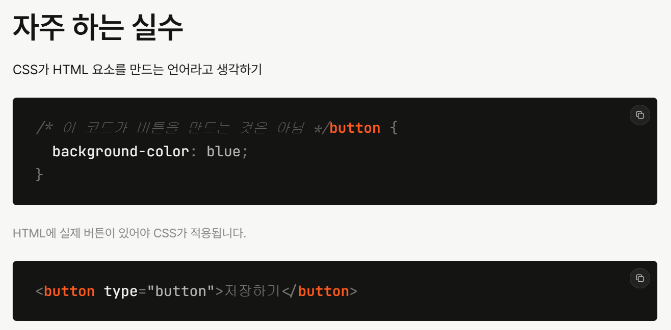 자주 하는 실수
CSS가 HTML 요소를 만드는 언어라고 생각하기
/* 이 코드가 버튼을 만드는 것은 아님 */button {
  background-color: blue;
}
HTML에 실제 버튼이 있어야 CSS가 적용됩니다.
<button type="button">저장하기</button>